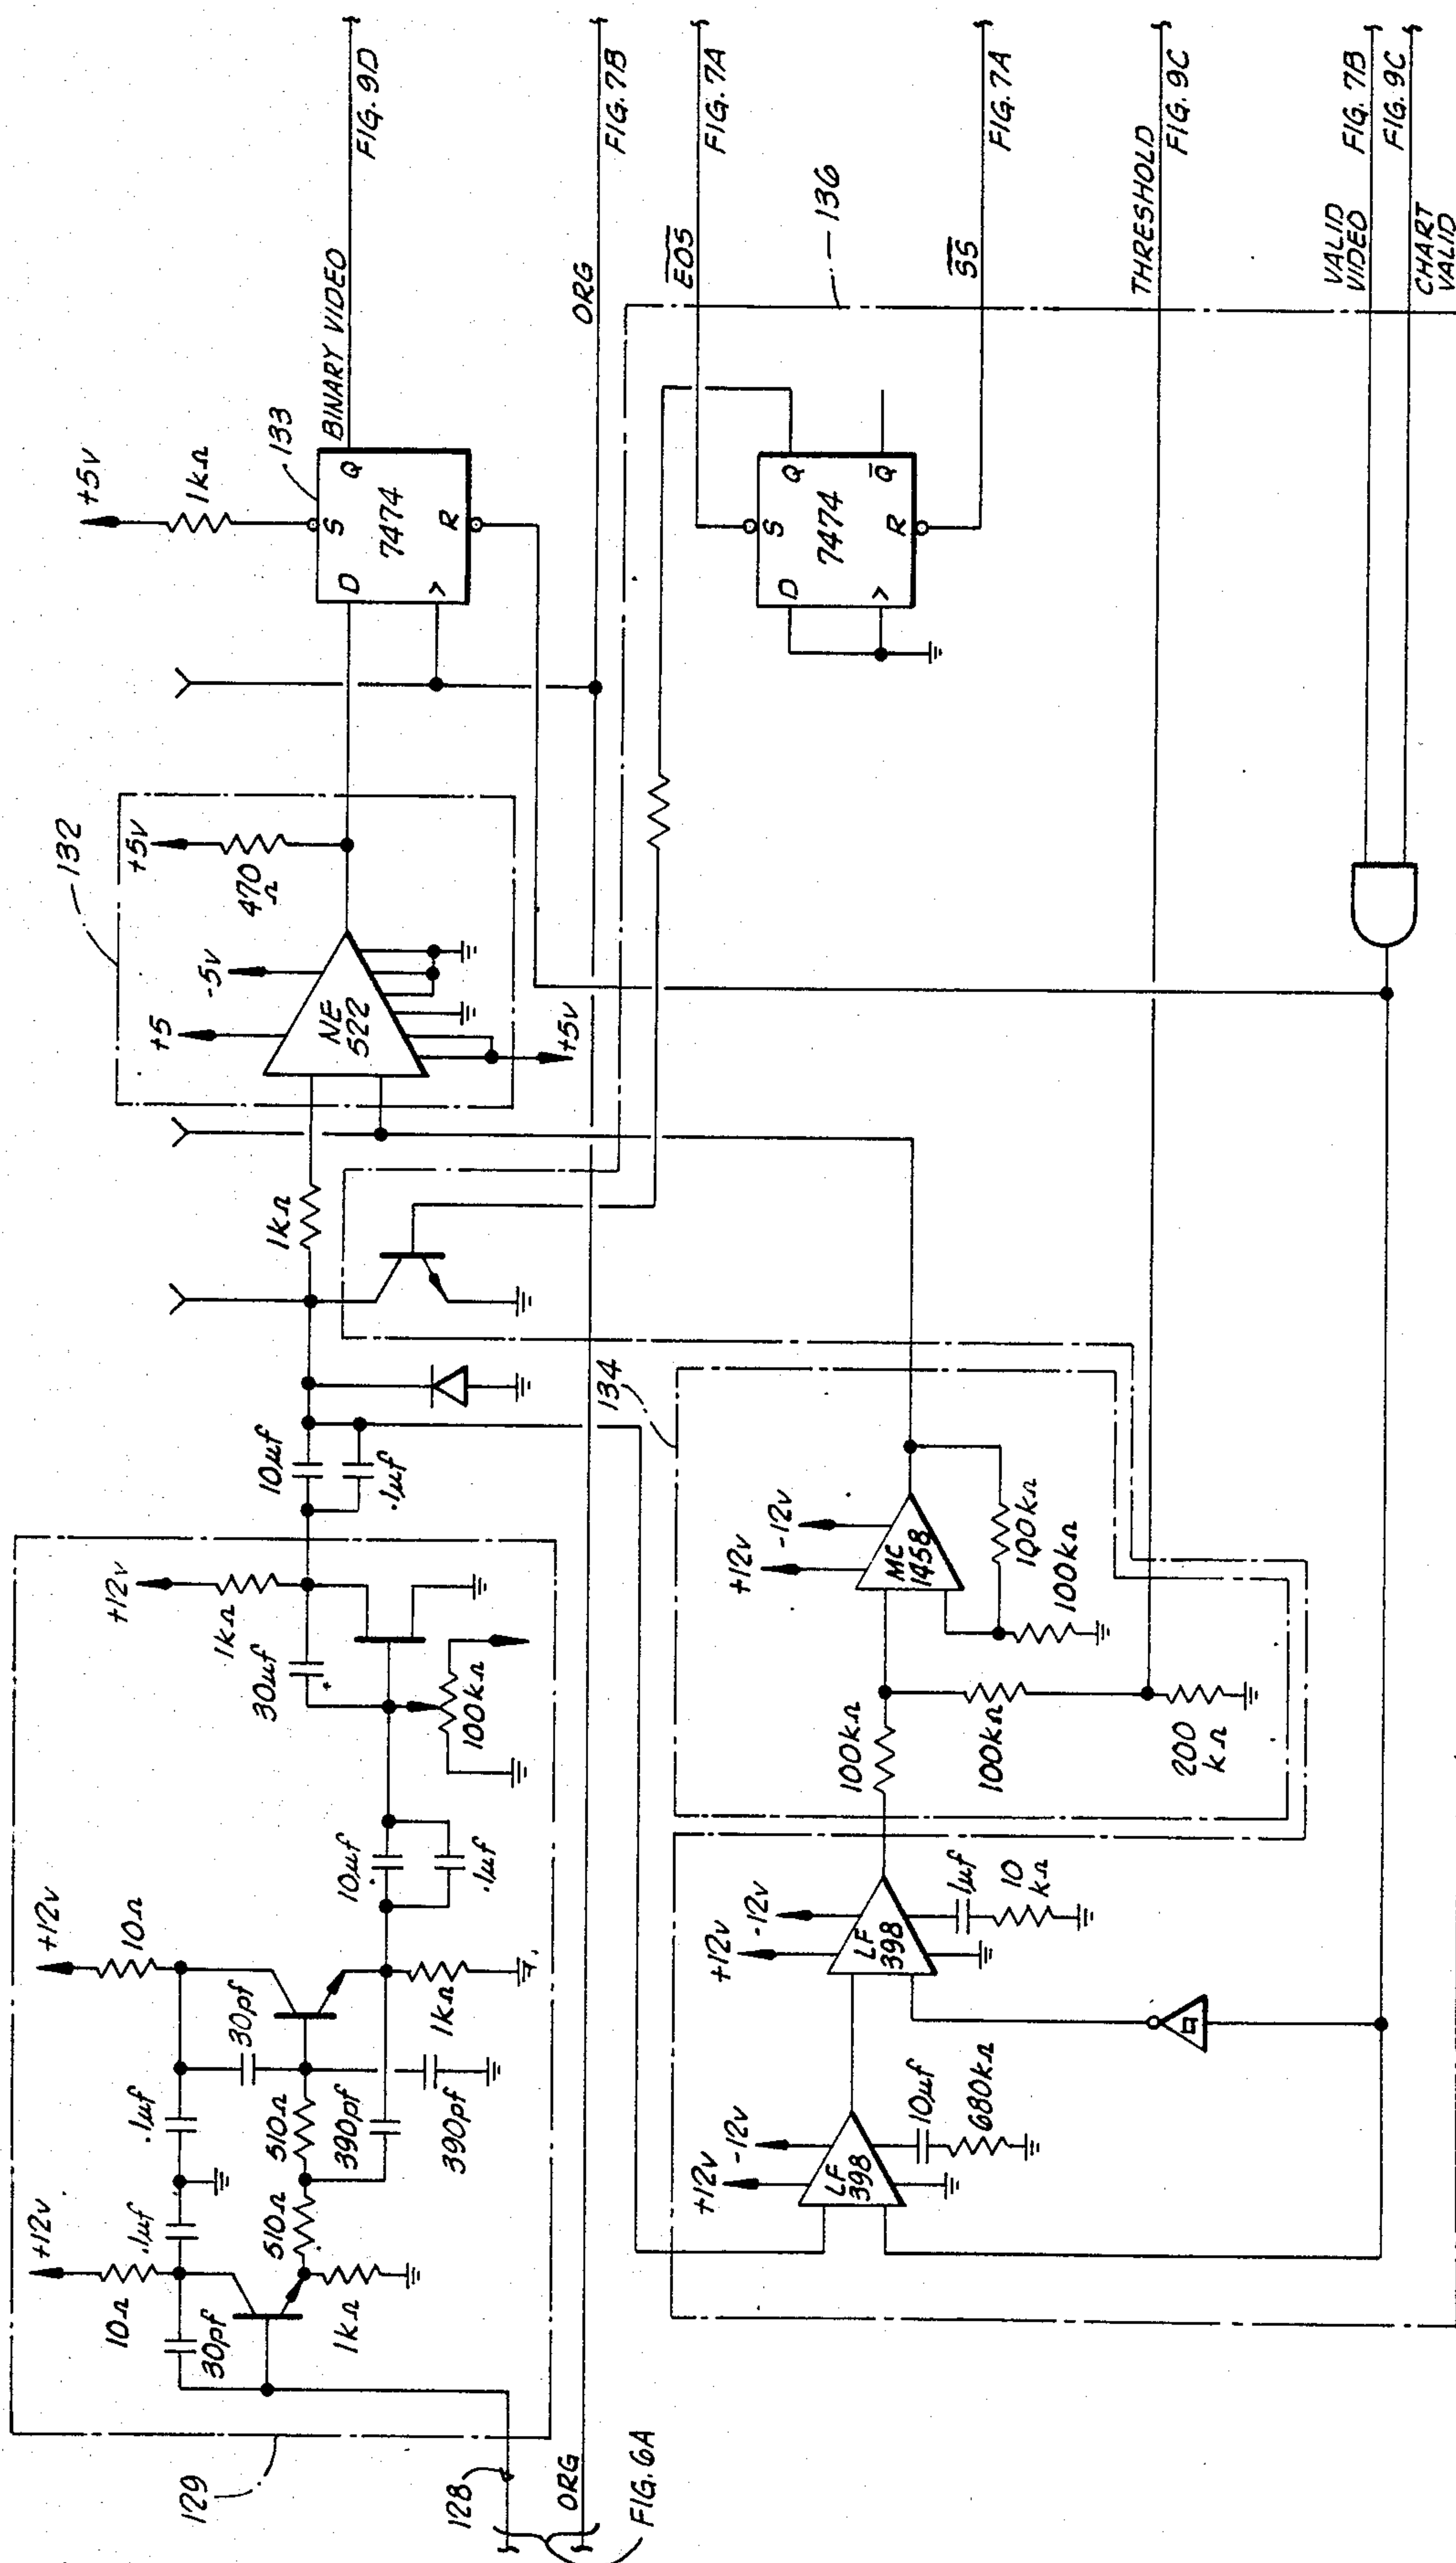 +12v
10Ω
30pf
.1μf
1kΩ
510Ω
.1μf
510Ω
390pf
30pf
+12v
10Ω
390pf
1kΩ
10μf
.1μf
100kΩ
30μf
+
1kΩ
+12v
129
128
ORG
FIG. 6A
10μf
.1μf
1kΩ
132
+5
-5v
+5v
470
Ω
NE
522
+5v
+5v
1kΩ
133
D
S
Q
7474
R
BINARY VIDEO
FIG. 9D
ORG
FIG. 7B
EOS
FIG. 7A
D
S
Q
7474
Q
R
SS
FIG. 7A
136
134
+12v
-12v
LF
398
10μf
680kΩ
+12v
-12v
LF
398
1μf
10
kΩ
100kΩ
+12v
-12v
MC
1458
100kΩ
100kΩ
100kΩ
200
kΩ
THRESHOLD
FIG. 9C
VALID
VIDEO
FIG. 7B
FIG. 9C
CHART
VALID